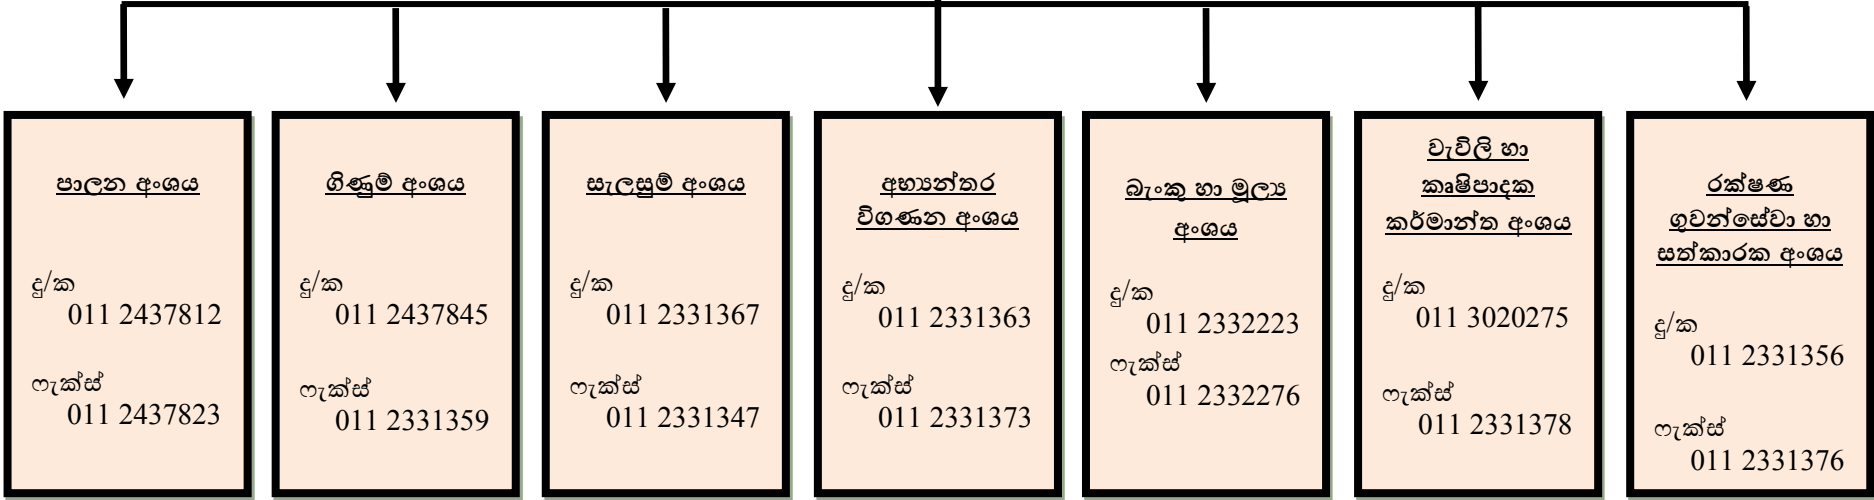 පාලන අංශය
දු/ක
011 2437812
ෆැක්ස්
011 2437823
ගිණුම් අංශය
දු/ක
011 2437845
ෆැක්ස්
011 2331359
සැලසුම් අංශය
දු/ක
011 2331367
ෆැක්ස්
011 2331347
අභ්‍යන්තර
විගණන අංශය
දු/ක
011 2331363
ෆැක්ස්
011 2331373
බැංකු හා මූල්‍ය
අංශය
දු/ක
011 2332223
ෆැක්ස්
011 2332276
වැවිලි හා
කෘෂිපාදක
කර්මාන්ත අංශය
දු/ක
011 3020275
ෆැක්ස්
011 2331378
රක්ෂණ
ගුවන්සේවා හා
සත්කාරක අංශය
දු/ක
011 2331356
ෆැක්ස්
011 2331376